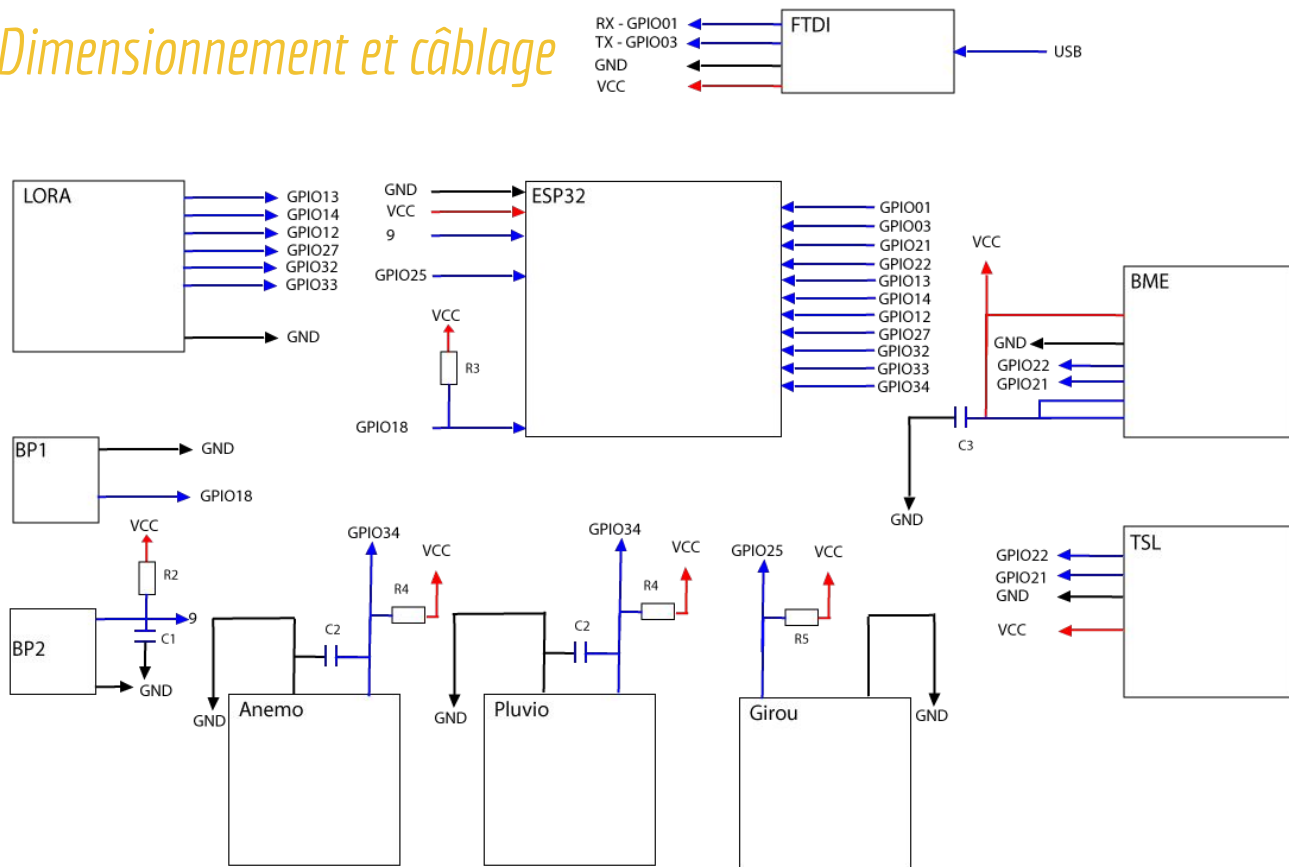 Dimensionnement et câblage
RX - GPIO01
TX - GPIO03
GND
VCC
FTDI
USB
LORA
GPIO13
GPIO14
GPIO12
GPIO27
GPIO32
GPIO33
GND
GND
VCC
9
GPIO25
VCC
R3
GPIO18
ESP32
GPIO01
GPIO03
GPIO21
GPIO22
GPIO13
GPIO14
GPIO12
GPIO27
GPIO32
GPIO33
GPIO34
VCC
BME
GND
GPIO22
GPIO21
C3
GND
BP1
GND
GPIO18
VCC
R2
9
C1
BP2
GND
GPIO34
VCC
R4
C2
GND
Anemo
GPIO34
VCC
R4
C2
GND
Pluvio
GPIO25
VCC
R5
GND
Girou
TSL
GPIO22
GPIO21
GND
VCC